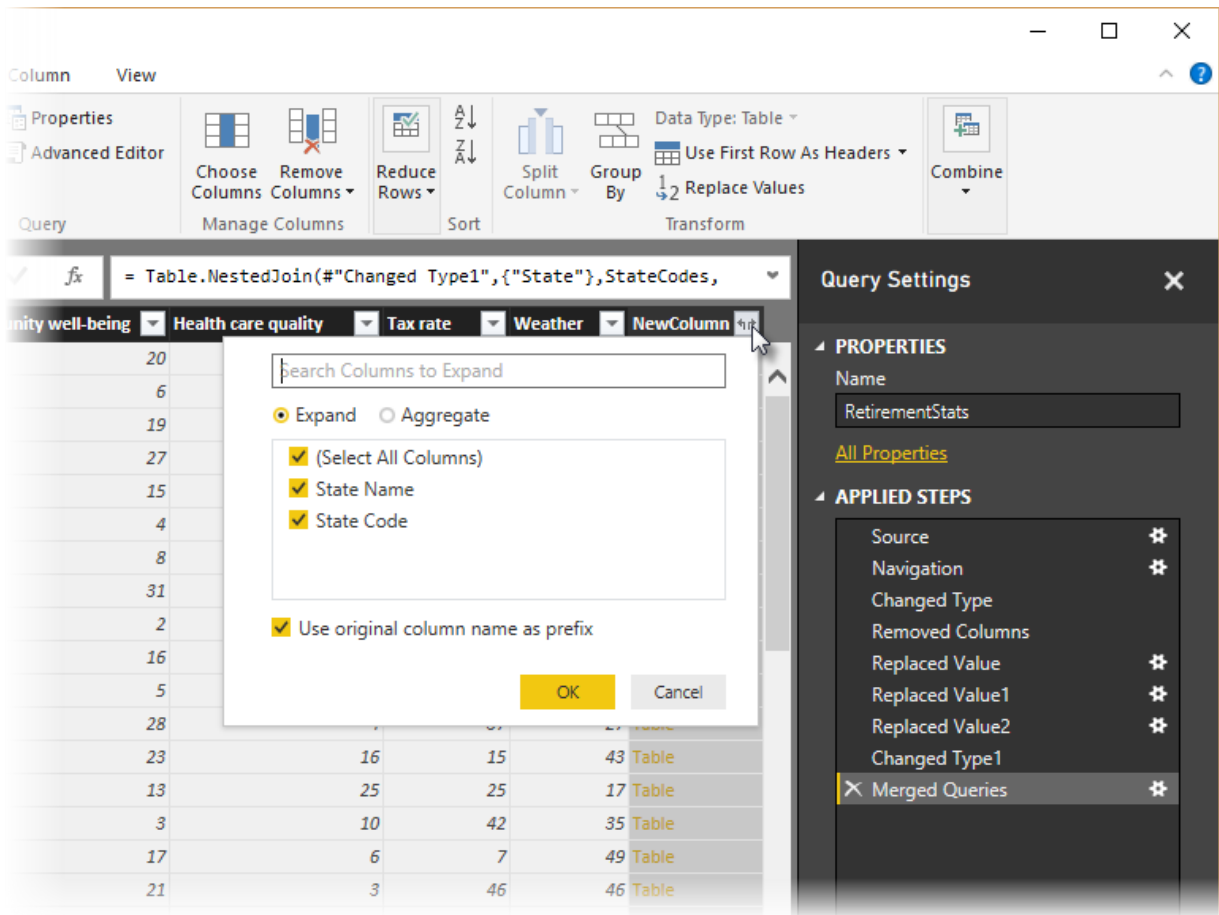 Column View
?
Properties
Advanced Editor
Query
Choose Columns
Remove Columns
Manage Columns
Reduce Rows
A Z
Z A
Sort
Split Column
Group By
Data Type: Table
Use First Row As Headers
1 2 Replace Values
Transform
Combine
fx = Table.NestedJoin(#"Changed Type1",{"State"},StateCodes,
well-being Health care quality Tax rate Weather NewColumn
20
6
19
27
15
4
8
31
2
16
5
28
23 16 15 43 Table
13 25 25 17 Table
3 10 42 35 Table
17 6 7 49 Table
21 3 46 46 Table
Search Columns to Expand
Expand Aggregate
(Select All Columns)
State Name
State Code
Use original column name as prefix
OK Cancel
Query Settings
PROPERTIES
Name
RetirementStats
All Properties
APPLIED STEPS
Source
Navigation
Changed Type
Removed Columns
Replaced Value
Replaced Value1
Replaced Value2
Changed Type1
Merged Queries